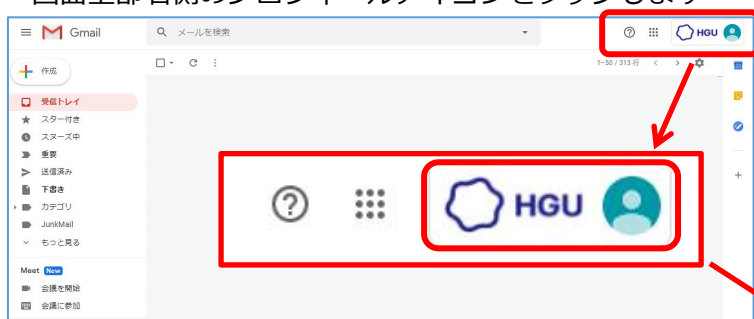 画面上部右側のプロフィールアイコンをクリックします
Gmail
メールを検索
HGU
作成
1-50 / 313 行
受信トレイ
スター付き
スヌーズ中
重要
送信済み
下書き
カテゴリ
JunkMail
もっと見る
HGU
Meet New
会議を開始
会議に参加